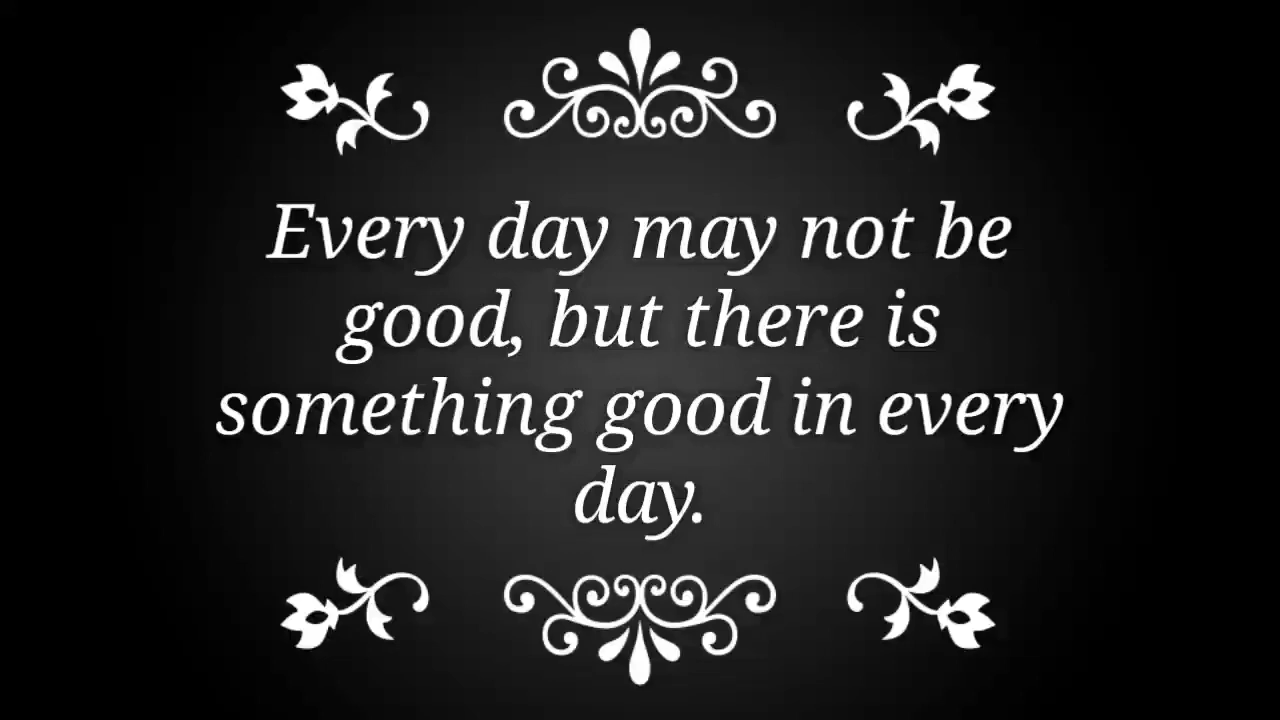 Every day may not be
good, but there is
something good in every
day.